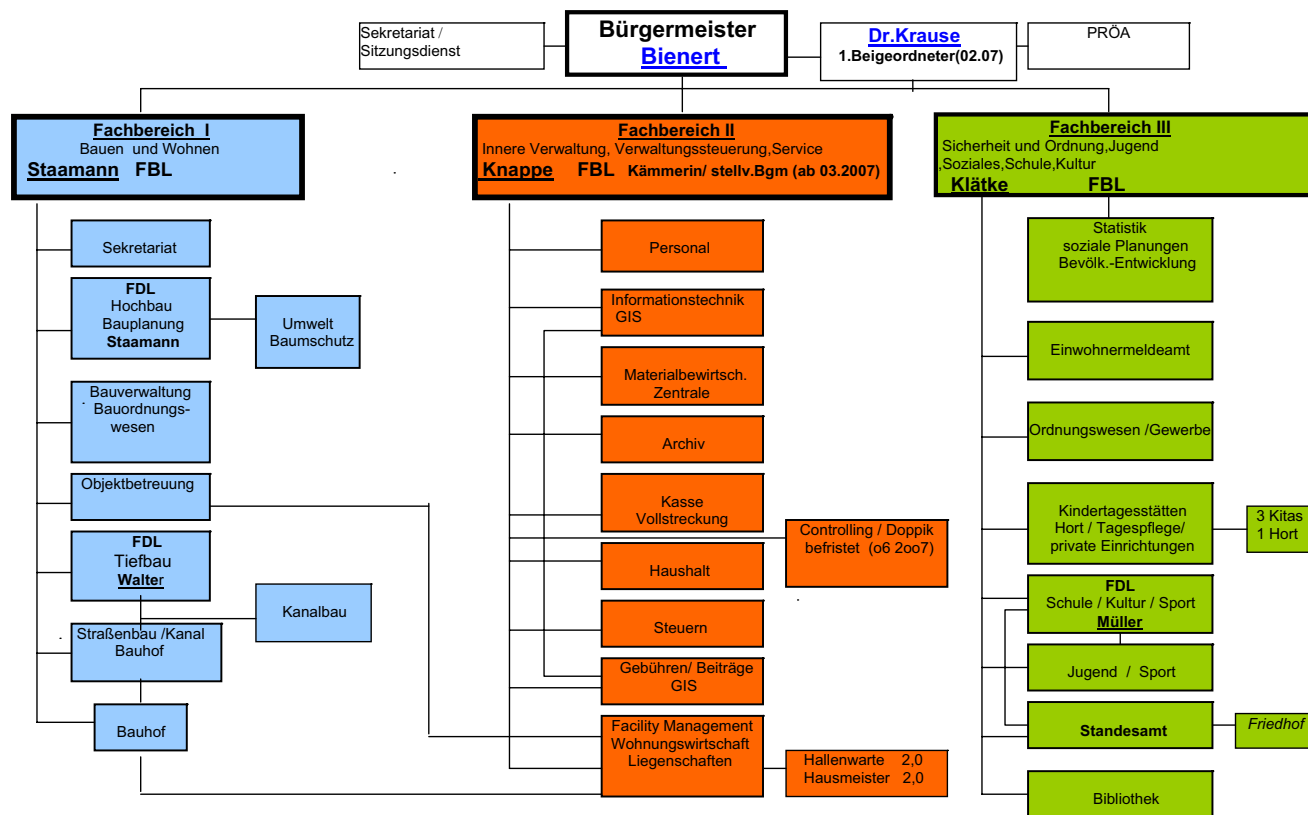 Sekretariat /
Sitzungsdienst
Bürgermeister
Bienert
Dr.Krause
1.Beigeordneter(02.07)
PRÖA
Fachbereich I
Bauen und Wohnen
Staamann FBL
Sekretariat
FDL
Hochbau
Bauplanung
Staamann
Umwelt
Baumschutz
Bauverwaltung
Bauordnungs-
wesen
Objektbetreuung
FDL
Tiefbau
Walter
Kanalbau
Straßenbau /Kanal
Bauhof
Bauhof
Fachbereich II
Innere Verwaltung, Verwaltungssteuerung,Service
Knappe FBL Kämmerin/ stellv.Bgm (ab 03.2007)
Personal
Informationstechnik
GIS
Materialbewirtsch.
Zentrale
Archiv
Kasse
Vollstreckung
Controlling / Doppik
befristet (o6 2oo7)
Haushalt
Steuern
Gebühren/ Beiträge
GIS
Facility Management
Wohnungswirtschaft
Liegenschaften
Hallenwarte 2,0
Hausmeister 2,0
Fachbereich III
Sicherheit und Ordnung,Jugend
,Soziales,Schule,Kultur
Klätke FBL
Statistik
soziale Planungen
Bevölk.-Entwicklung
Einwohnermeldeamt
Ordnungswesen /Gewerbe
Kindertagesstätten
Hort / Tagespflege/
private Einrichtungen
3 Kitas
1 Hort
FDL
Schule / Kultur / Sport
Müller
Jugend / Sport
Standesamt
Friedhof
Bibliothek